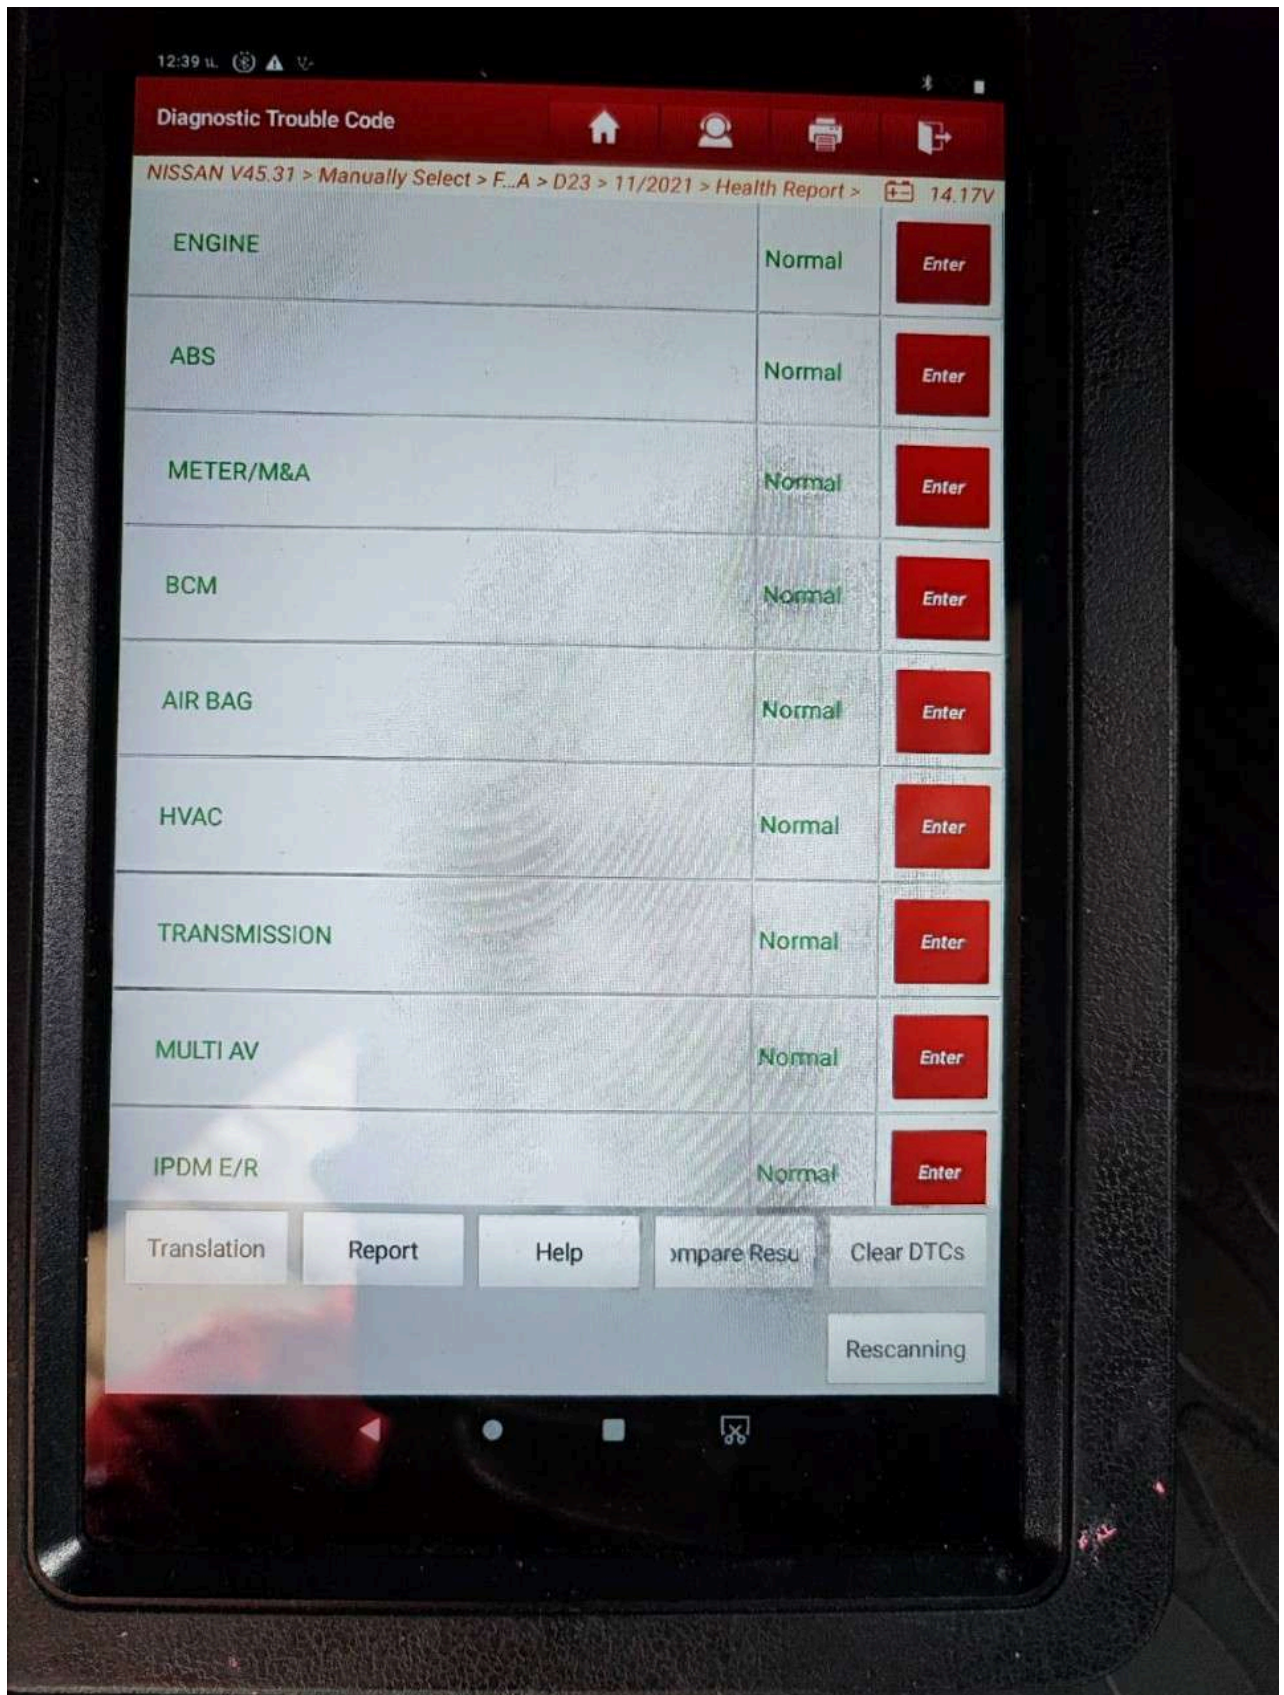 12:39 น.
Diagnostic Trouble Code
NISSAN V45.31 > Manually Select > F...A > D23 > 11/2021 > Health Report > 14.17V
ENGINE Normal Enter
ABS Normal Enter
METER/M&A Normal Enter
BCM Normal Enter
AIR BAG Normal Enter
HVAC Normal Enter
TRANSMISSION Normal Enter
MULTI AV Normal Enter
IPDM E/R Normal Enter
Translation Report Help ompare Resu Clear DTCs
Rescanning